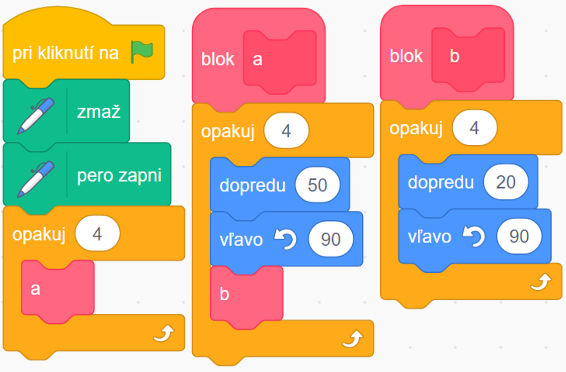 pri kliknutí na
zmaž
pero zapni
opakuj 4
a
blok a
opakuj 4
dopredu 50
vľavo 90
b
blok b
opakuj 4
dopredu 20
vľavo 90